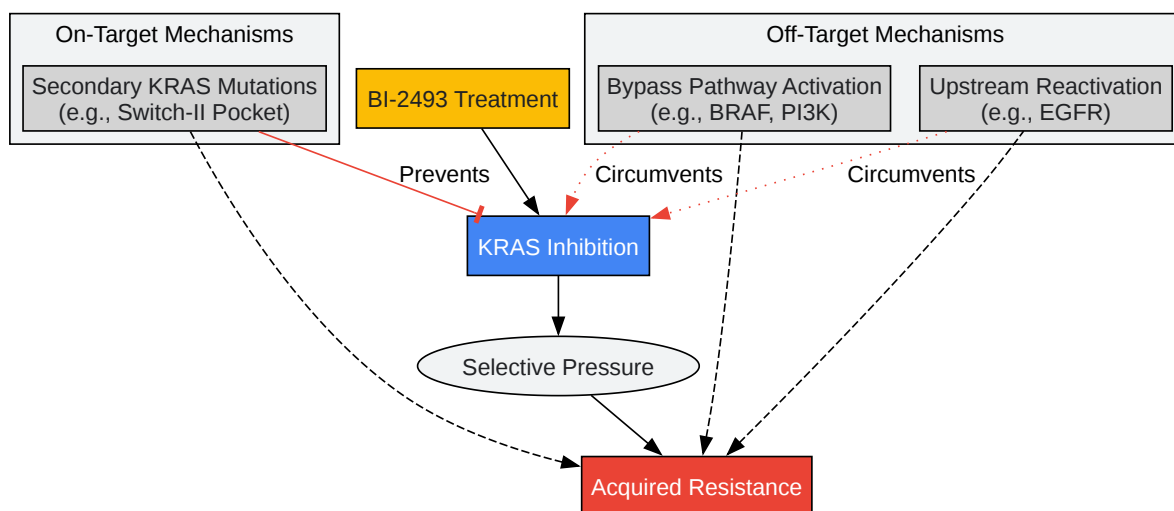 On-Target Mechanisms
Off-Target Mechanisms
Secondary KRAS Mutations
(e.g., Switch-II Pocket)
BI-2493 Treatment
Bypass Pathway Activation
(e.g., BRAF, PI3K)
Upstream Reactivation
(e.g., EGFR)
Prevents
Circumvents
Circumvents
KRAS Inhibition
Selective Pressure
Acquired Resistance